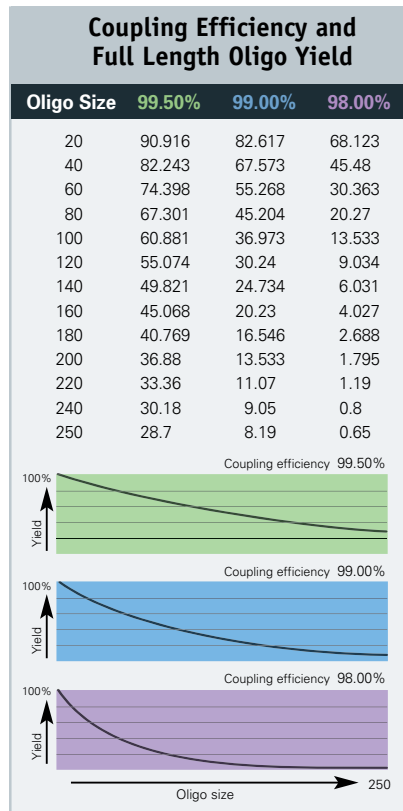 Coupling Efficiency and
Full Length Oligo Yield
Oligo Size 99.50% 99.00% 98.00%
20 90.916 82.617 68.123
40 82.243 67.573 45.48
60 74.398 55.268 30.363
80 67.301 45.204 20.27
100 60.881 36.973 13.533
120 55.074 30.24 9.034
140 49.821 24.734 6.031
160 45.068 20.23 4.027
180 40.769 16.546 2.688
200 36.88 13.533 1.795
220 33.36 11.07 1.19
240 30.18 9.05 0.8
250 28.7 8.19 0.65
Coupling efficiency 99.50%
100%
Yield
Coupling efficiency 99.00%
100%
Yield
Coupling efficiency 98.00%
100%
Yield
Oligo size 250